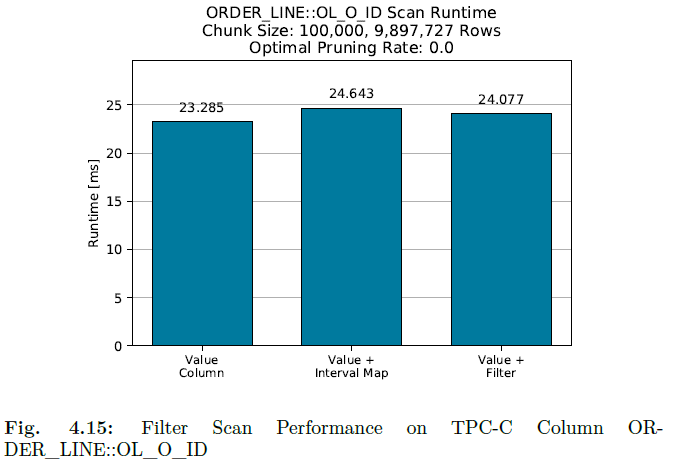 ORDER_LINE::OL_O_ID Scan Runtime
Chunk Size: 100,000, 9,897,727 Rows
Optimal Pruning Rate: 0.0
Runtime [ms]
25
20
15
10
5
0
23.285
24.643
24.077
Value
Column
Value +
Interval Map
Value +
Filter
Fig. 4.15: Filter Scan Performance on TPC-C Column OR-
DER_LINE::OL_O_ID